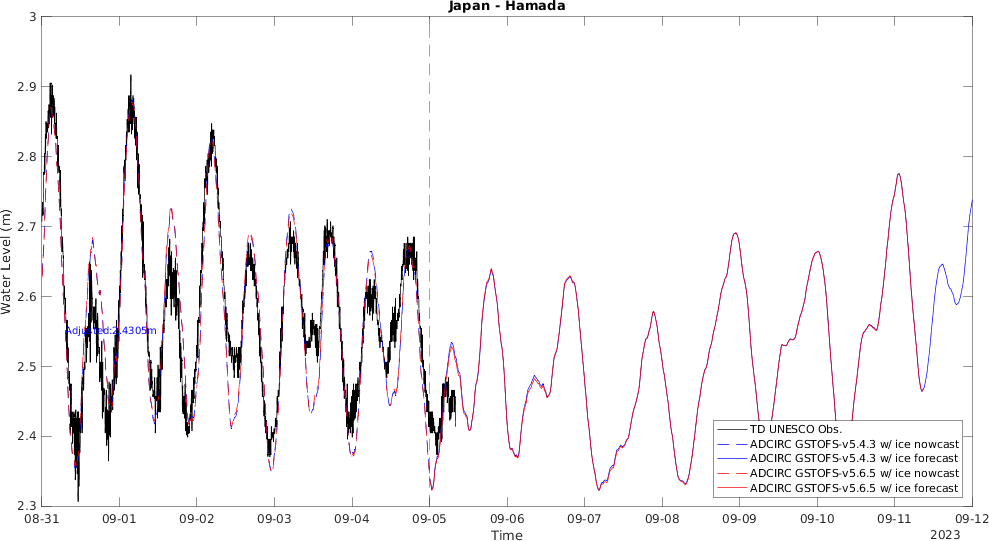 Japan - Hamada
3
2.9
2.8
2.7
2.6
2.5
2.4
2.3
Water Level (m)
Adjusted:2.4305m
TD UNESCO Obs.
ADCIRC GSTOFS-v5.4.3 w/ ice nowcast
ADCIRC GSTOFS-v5.4.3 w/ ice forecast
ADCIRC GSTOFS-v5.6.5 w/ ice nowcast
ADCIRC GSTOFS-v5.6.5 w/ ice forecast
08-31 09-01 09-02 09-03 09-04 09-05 09-06 09-07 09-08 09-09 09-10 09-11 09-12
Time
2023